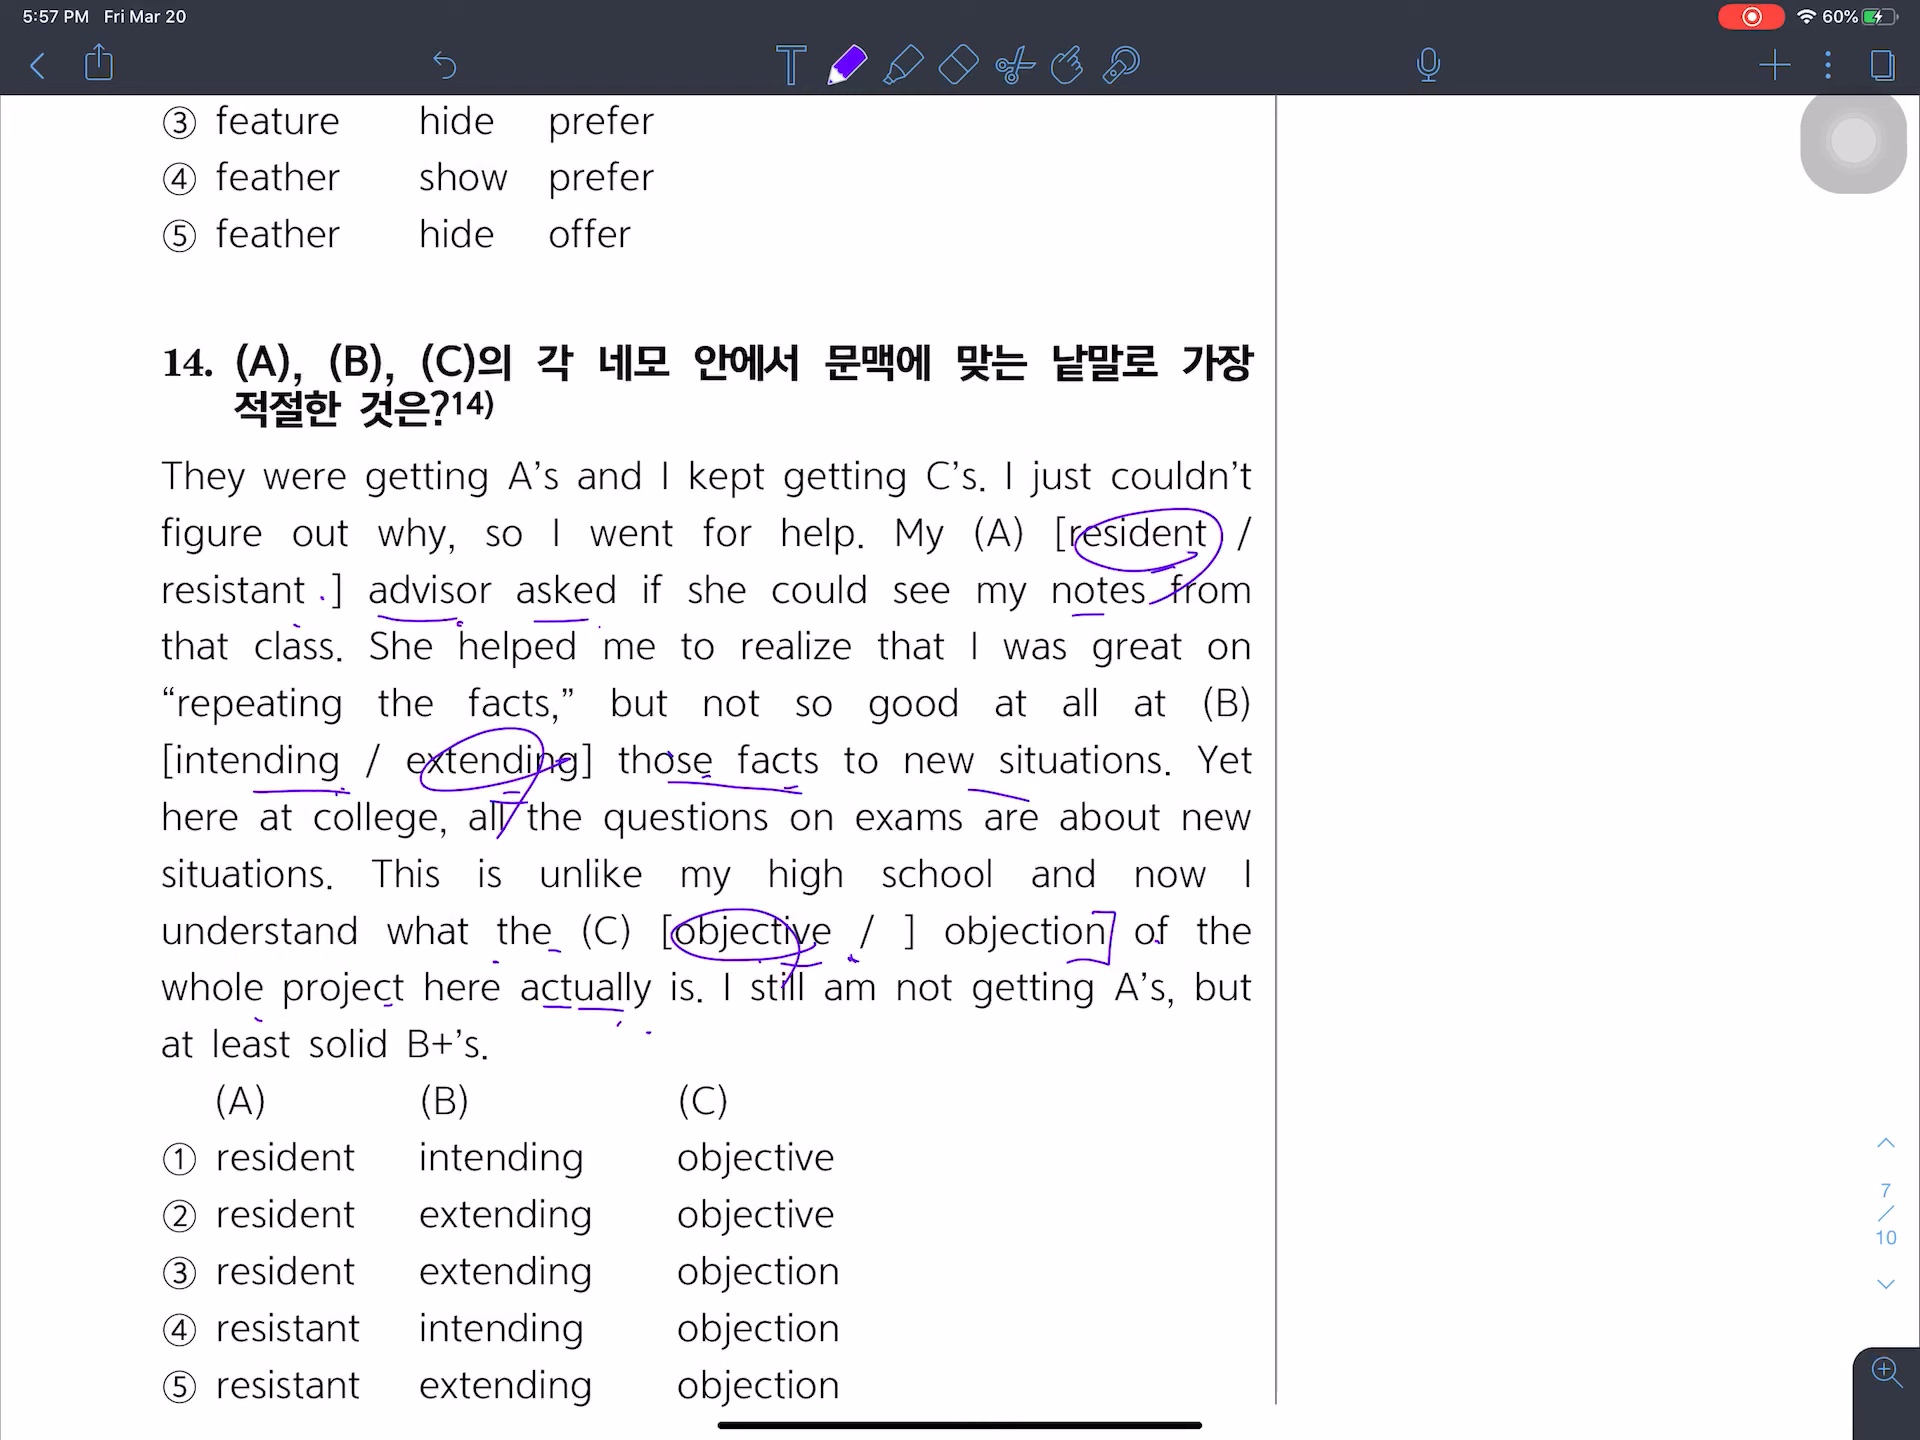 5:57 PM Fri Mar 20 60%
③ feature hide prefer
④ feather show prefer
⑤ feather hide offer
14. (A), (B), (C)의 각 네모 안에서 문맥에 맞는 낱말로 가장
적절한 것은?14)
They were getting A's and I kept getting C's. I just couldn't
figure out why, so I went for help. My (A) [resident /
resistant .] advisor asked if she could see my notes from
that class. She helped me to realize that I was great on
“repeating the facts,” but not so good at all at (B)
[intending / extending] those facts to new situations. Yet
here at college, all the questions on exams are about new
situations. This is unlike my high school and now I
understand what the (C) [objective / ] objection] of the
whole project here actually is. I still am not getting A's, but
at least solid B+'s.
(A) (B) (C)
① resident intending objective
② resident extending objective
③ resident extending objection
④ resistant intending objection
⑤ resistant extending objection
7
/
10